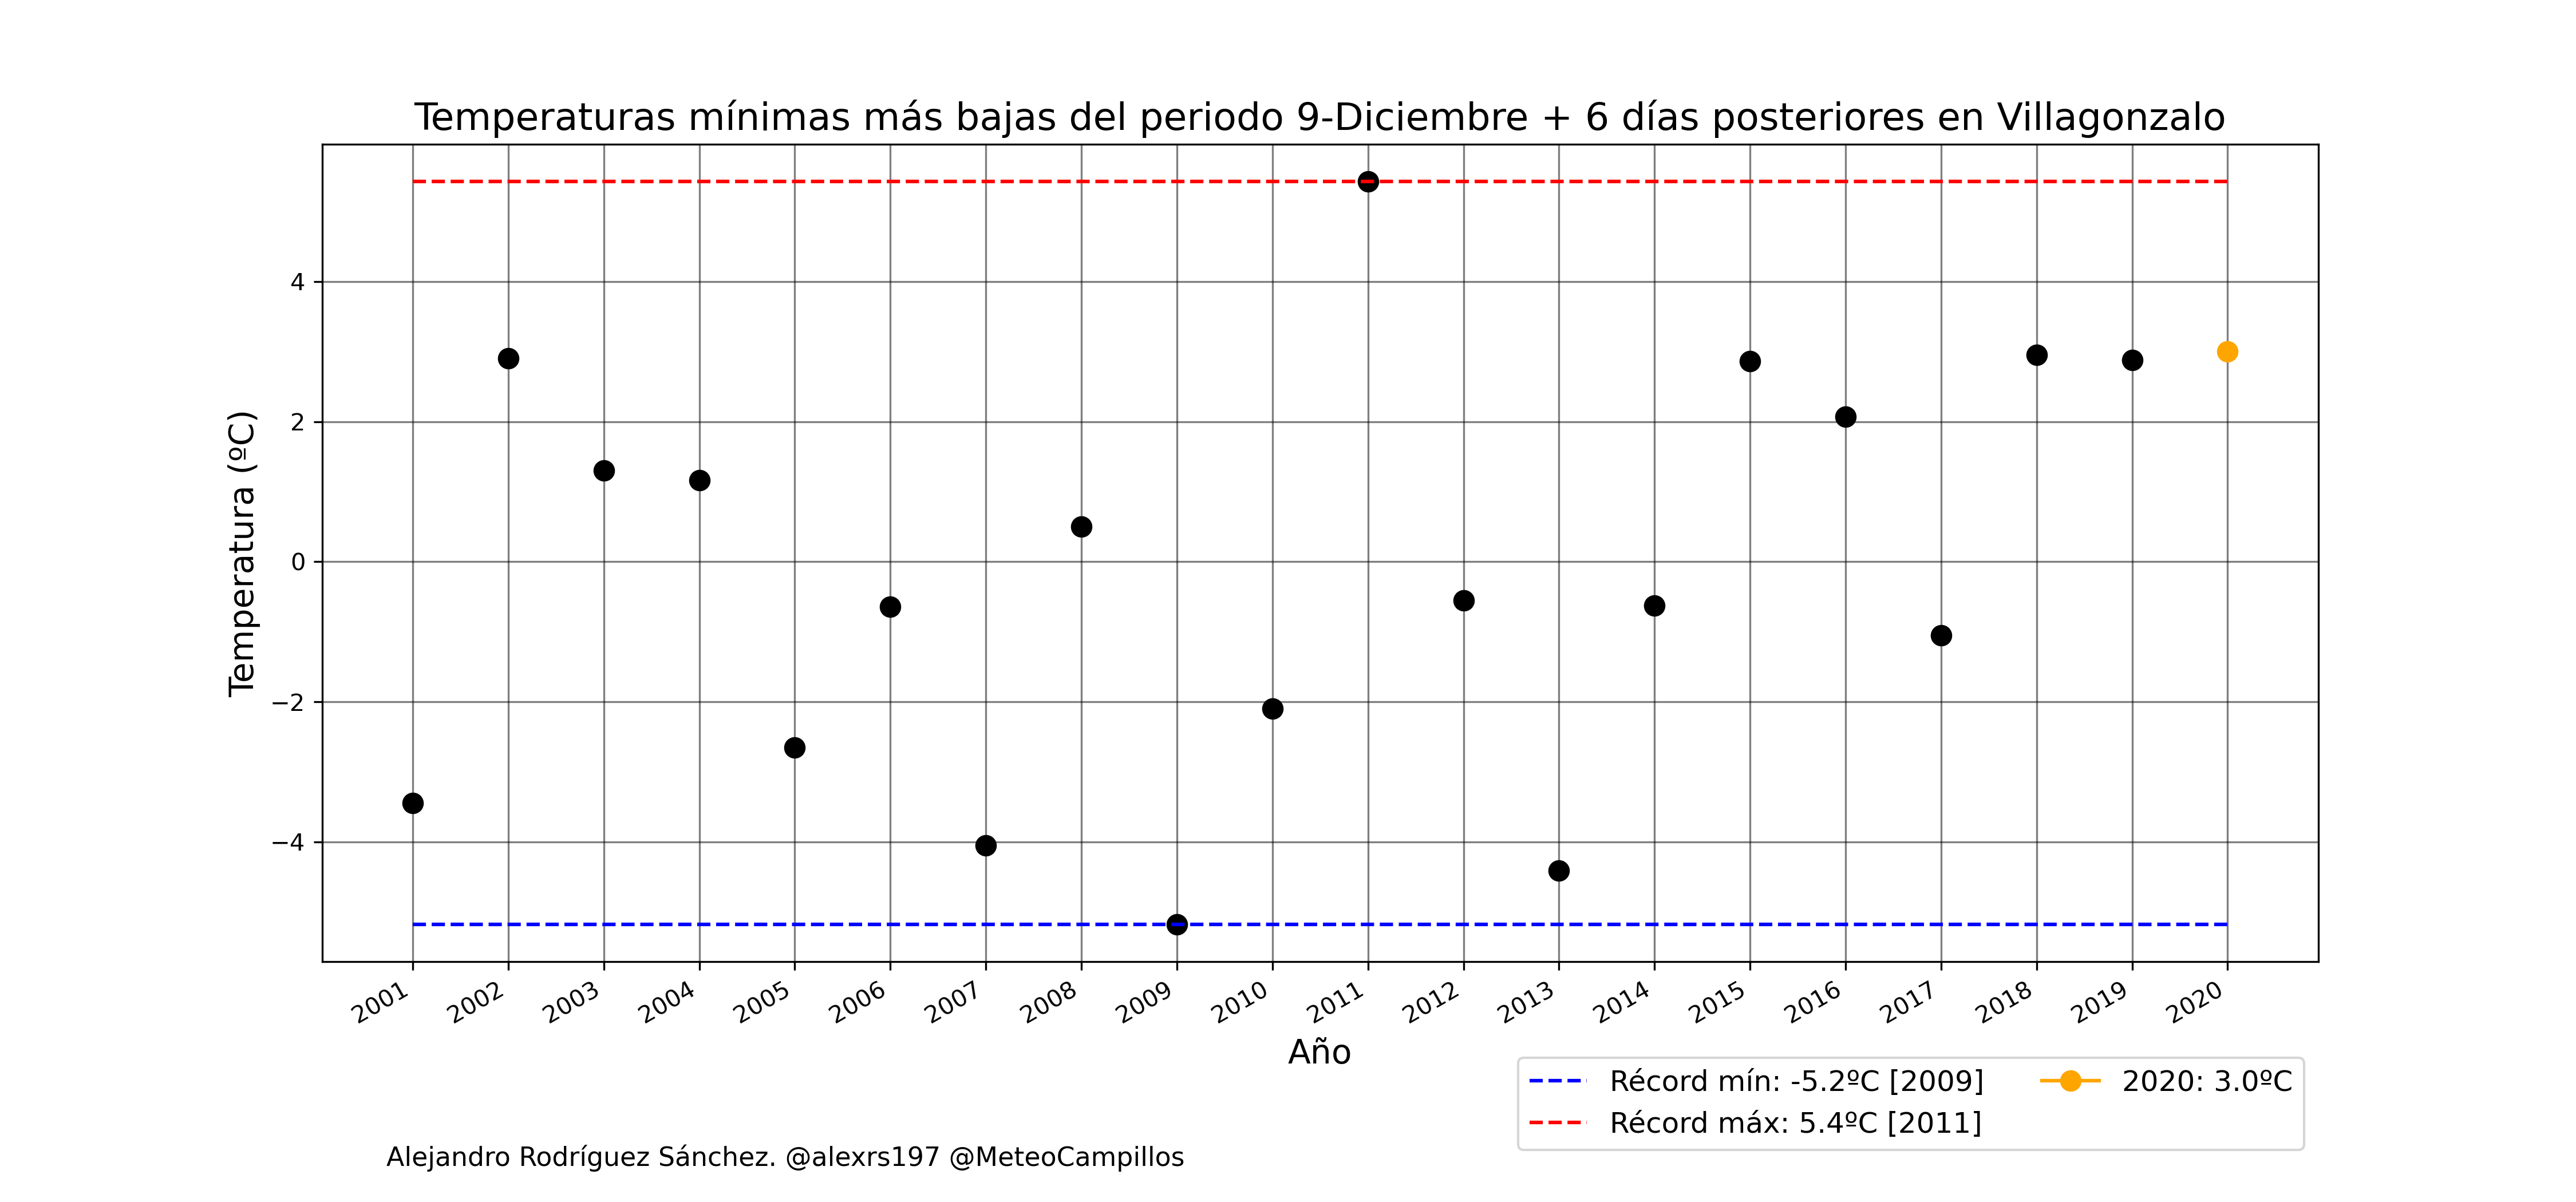 Temperaturas mínimas más bajas del periodo 9-Diciembre + 6 días posteriores en Villagonzalo
Temperatura (ºC)
4
2
0
−2
−4
2001 2002 2003 2004 2005 2006 2007 2008 2009 2010 2011 2012 2013 2014 2015 2016 2017 2018 2019 2020
Año
Récord mín: -5.2ºC [2009]
Récord máx: 5.4ºC [2011]
2020: 3.0ºC
Alejandro Rodríguez Sánchez. @alexrs197 @MeteoCampillos